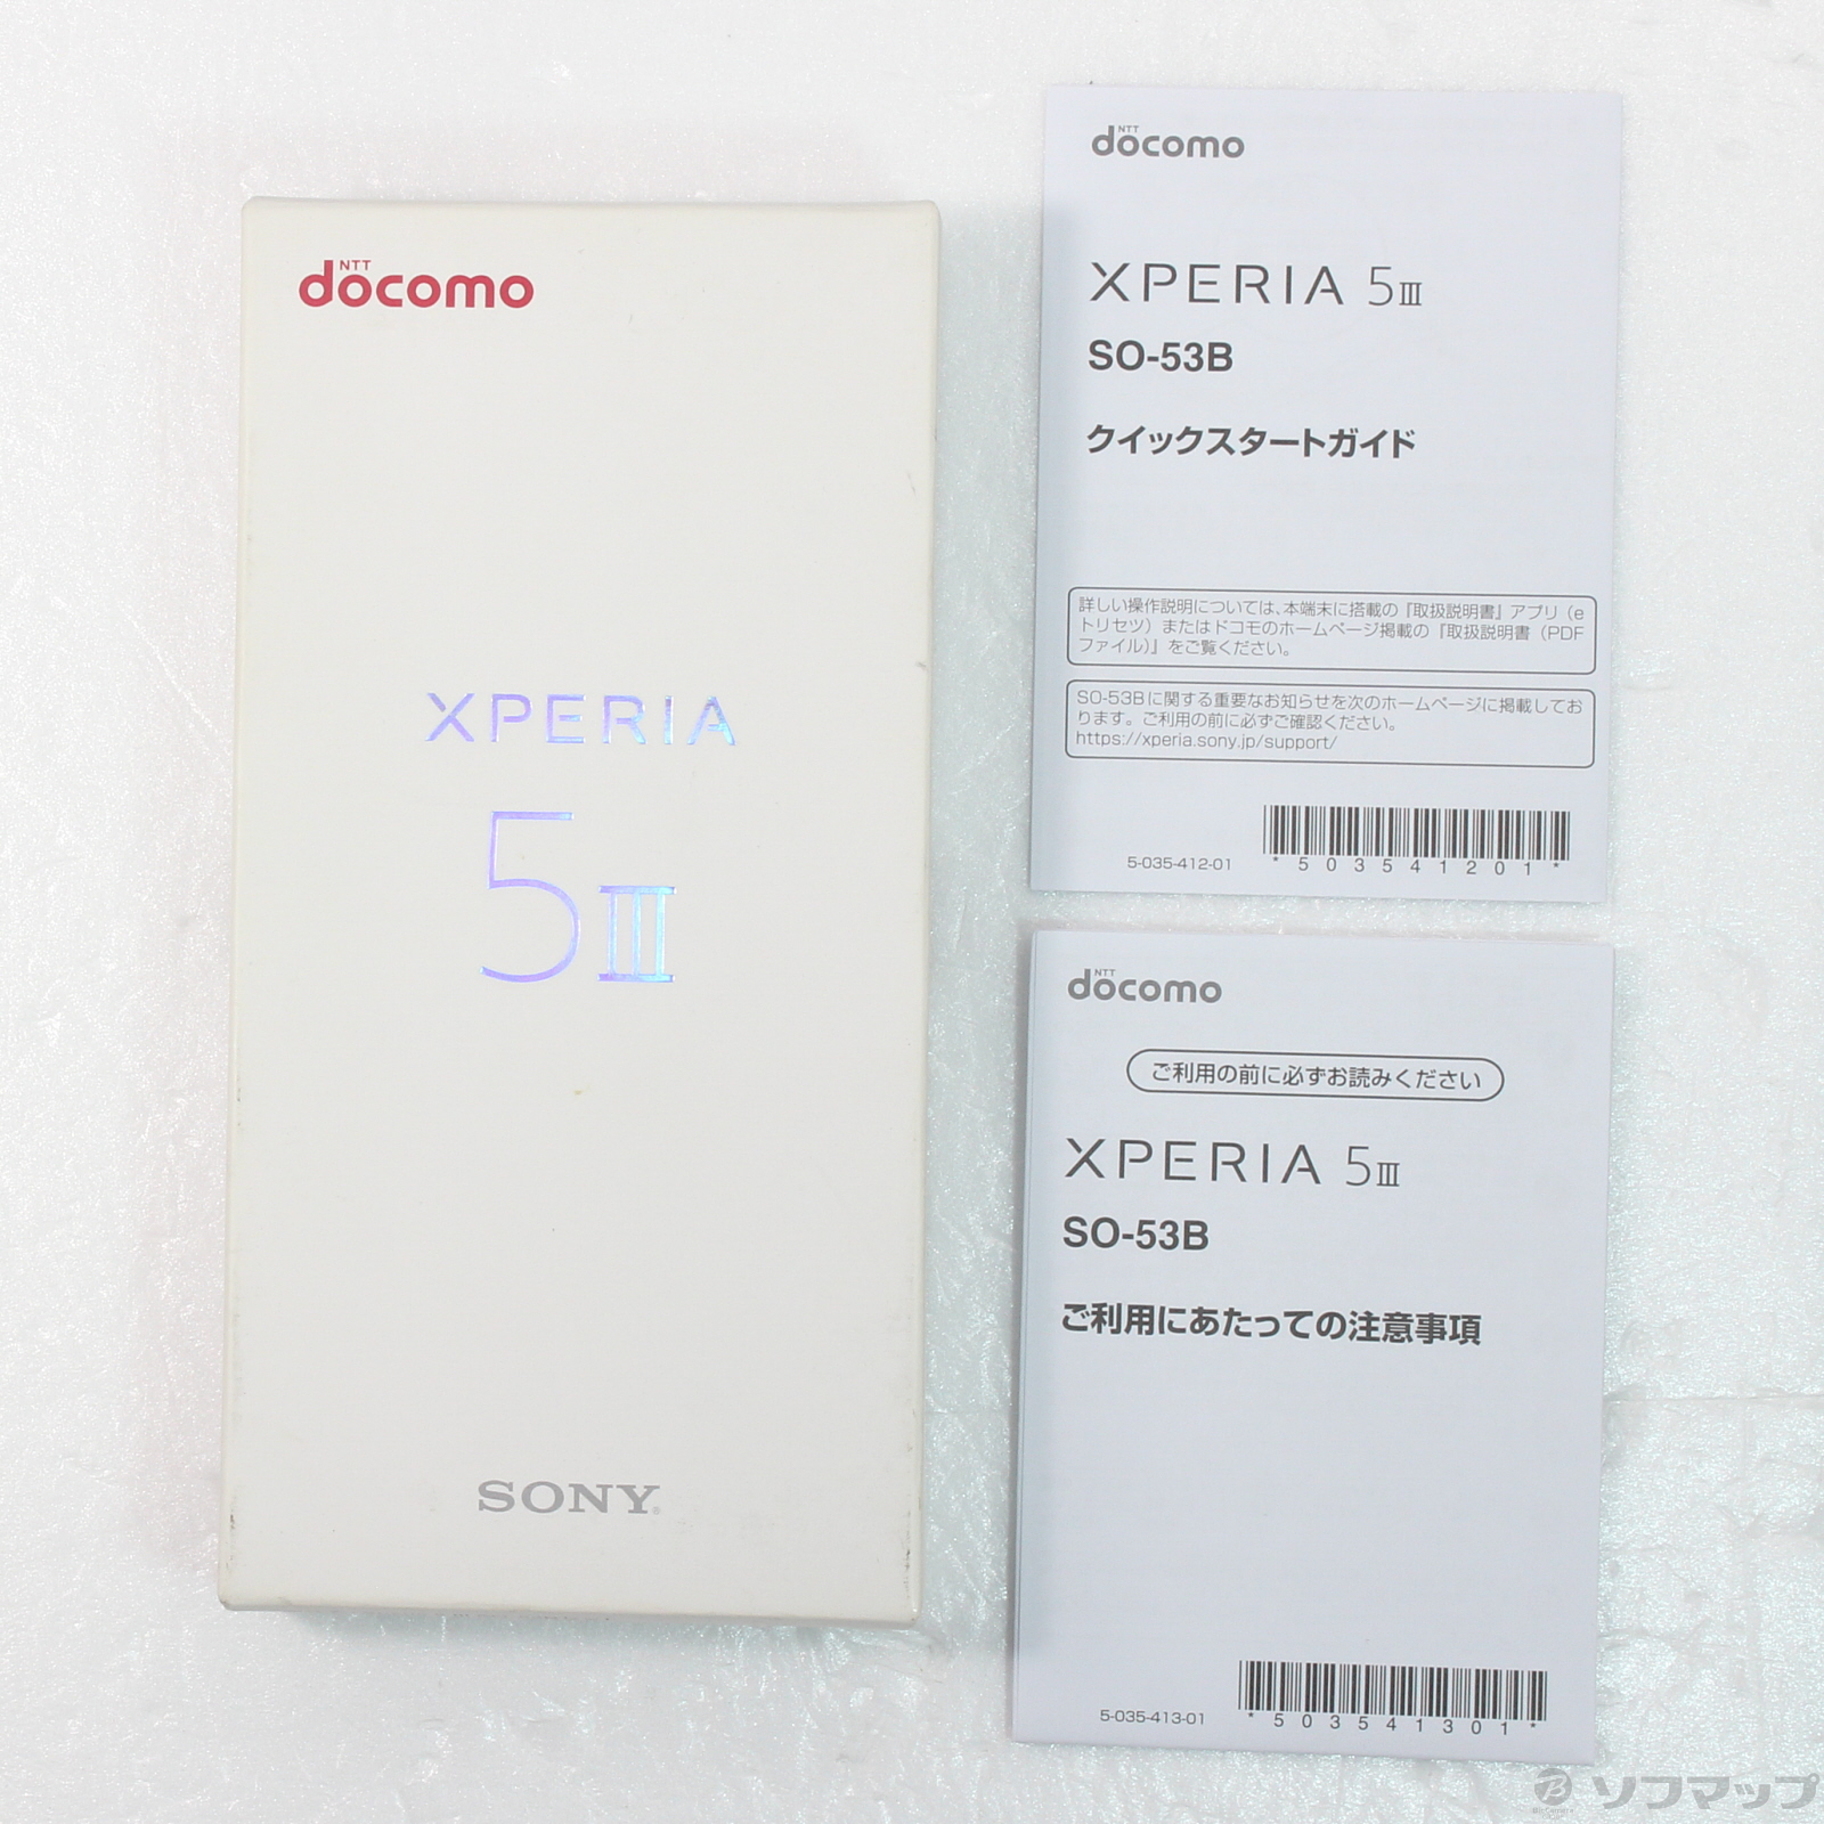 NTT
docomo
XPERIA
5III
SONY
NTT
docomo
XPERIA 5III
SO-53B
クイックスタートガイド
詳しい操作説明については、本端末に搭載の『取扱説明書』アプリ（e
トリセツ）またはドコモのホームページ掲載の『取扱説明書（PDF
ファイル）』をご覧ください。
SO-53Bに関する重要なお知らせを次のホームページに掲載してお
ります。ご利用の前に必ずご確認ください。
https://xperia.sony.jp/support/
5-035-412-01
*503541201*
NTT
docomo
ご利用の前に必ずお読みください
XPERIA 5III
SO-53B
ご利用にあたっての注意事項
5-035-413-01
*503541301*
ソフマップ